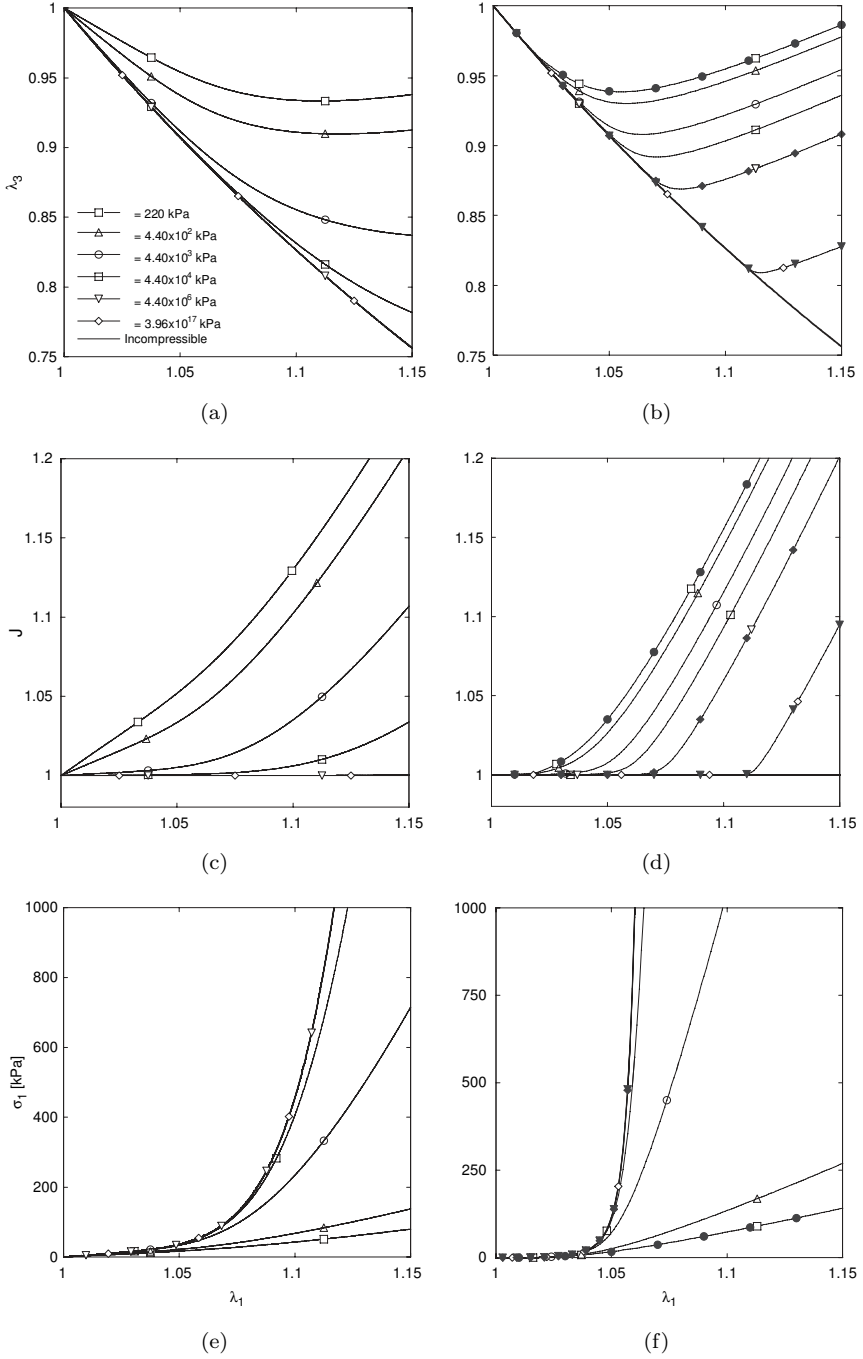 1
0.95
0.9
0.85
0.8
0.75
λ3
= 220 kPa
= 4.40x10² kPa
= 4.40x10³ kPa
= 4.40x10⁴ kPa
= 4.40x10⁶ kPa
= 3.96x10¹⁷ kPa
Incompressible
1 1.05 1.1 1.15
(a)
1
0.95
0.9
0.85
0.8
0.75
1 1.05 1.1 1.15
(b)
1.2
1.15
1.1
1.05
1
J
1 1.05 1.1 1.15
(c)
1.2
1.15
1.1
1.05
1
1 1.05 1.1 1.15
(d)
1000
800
600
400
200
0
σ1 [kPa]
1 1.05 1.1 1.15
λ1
(e)
1000
750
500
250
0
1 1.05 1.1 1.15
λ1
(f)